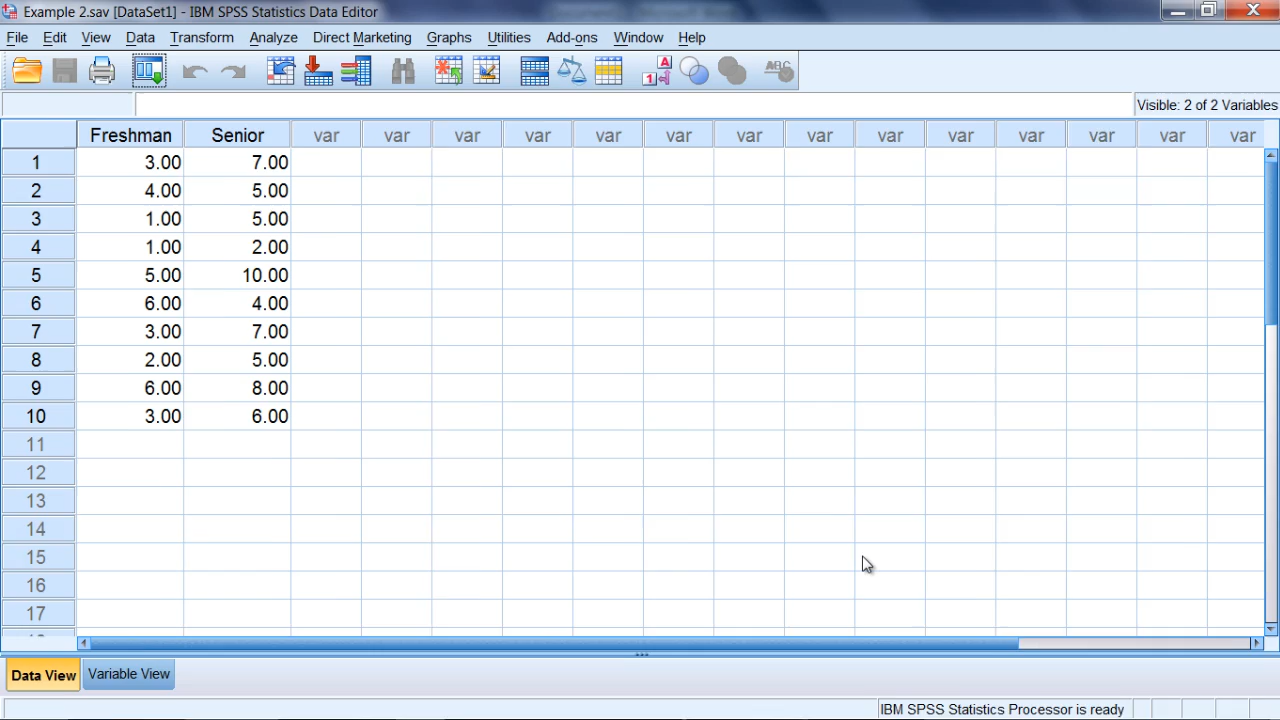 Example 2.sav [DataSet1] - IBM SPSS Statistics Data Editor
File Edit View Data Transform Analyze Direct Marketing Graphs Utilities Add-ons Window Help
A
1
ABC
Visible: 2 of 2 Variables
Freshman Senior var var var var var var var var var var var var var var
1 3.00 7.00
2 4.00 5.00
3 1.00 5.00
4 1.00 2.00
5 5.00 10.00
6 6.00 4.00
7 3.00 7.00
8 2.00 5.00
9 6.00 8.00
10 3.00 6.00
11
12
13
14
15
16
17
Data View Variable View
IBM SPSS Statistics Processor is ready